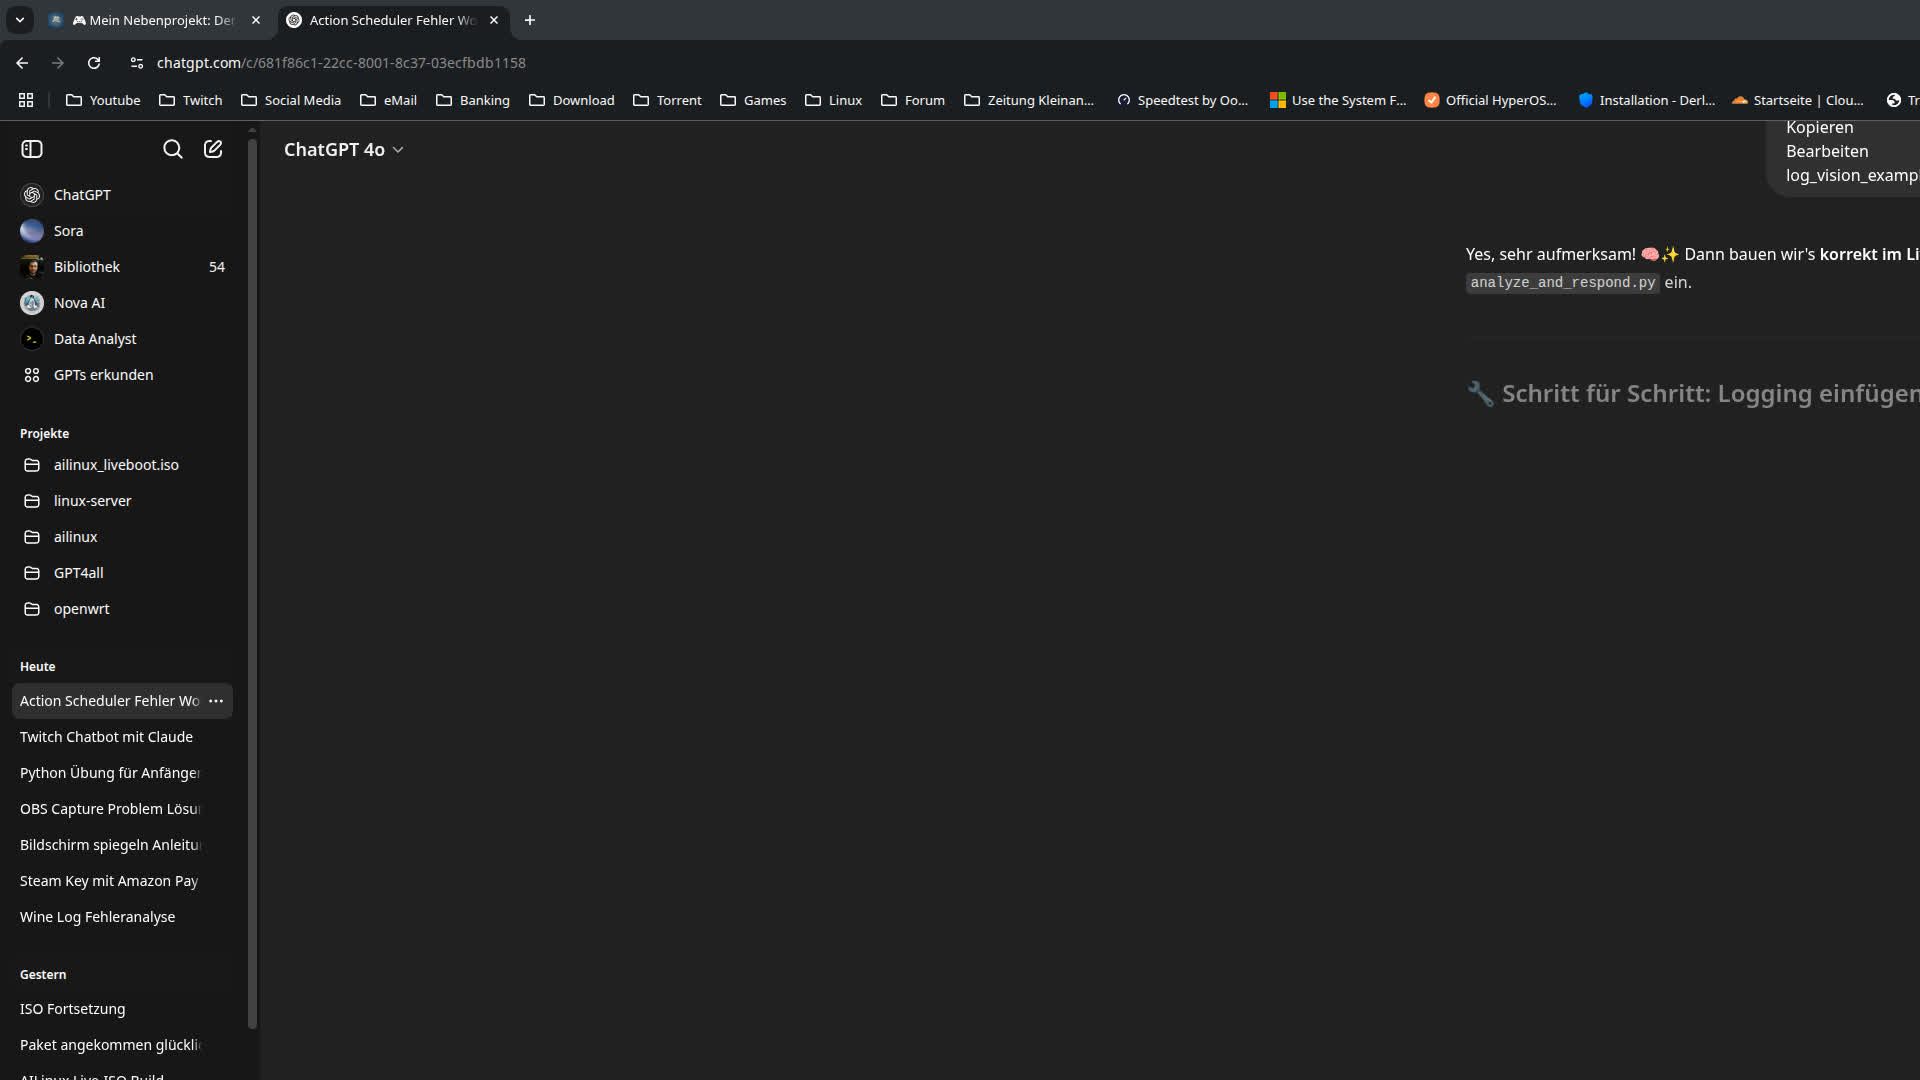 🎮 Mein Nebenprojekt: Der
Action Scheduler Fehler Wo
chatgpt.com/c/681f86c1-22cc-8001-8c37-03ecfbdb1158
Youtube
Twitch
Social Media
eMail
Banking
Download
Torrent
Games
Linux
Forum
Zeitung Kleinan...
Speedtest by Oo...
Use the System F...
Official HyperOS...
Installation - Derl...
Startseite | Clou...
Tr
ChatGPT
Sora
Bibliothek 54
Nova AI
Data Analyst
GPTs erkunden
Projekte
ailinux_liveboot.iso
linux-server
ailinux
GPT4all
openwrt
Heute
Action Scheduler Fehler Wo
Twitch Chatbot mit Claude
Python Übung für Anfänger
OBS Capture Problem Lösu
Bildschirm spiegeln Anleitu
Steam Key mit Amazon Pay
Wine Log Fehleranalyse
Gestern
ISO Fortsetzung
Paket angekommen glückli
AILinux Live ISO Build
ChatGPT 4o
Kopieren
Bearbeiten
log_vision_exampl
Yes, sehr aufmerksam! 🧠✨ Dann bauen wir's korrekt im Li
analyze_and_respond.py ein.
🔧 Schritt für Schritt: Logging einfügen